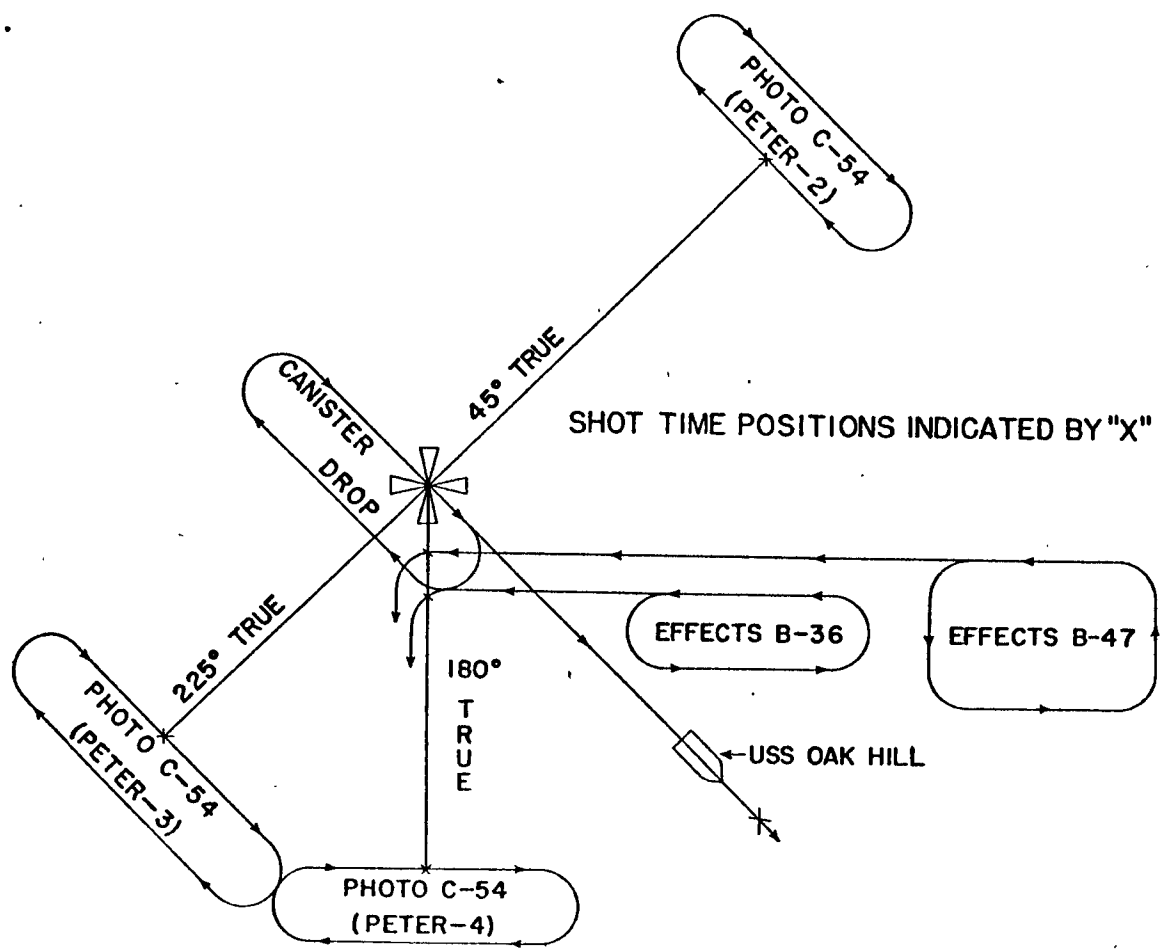 PHOTO C-54
(PETER-2)
45° TRUE
CANISTER
DROP
SHOT TIME POSITIONS INDICATED BY "X"
225° TRUE
EFFECTS B-36
EFFECTS B-47
180°
TRUE
PHOTO C-54
(PETER-3)
USS OAK HILL
PHOTO C-54
(PETER-4)